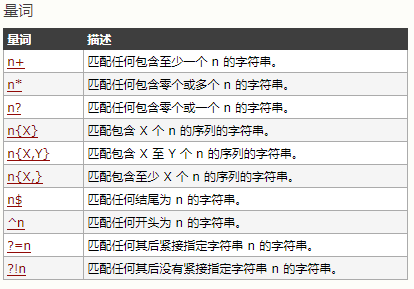 量词
量词 描述
n+ 匹配任何包含至少一个 n 的字符串。
n* 匹配任何包含零个或多个 n 的字符串。
n? 匹配任何包含零个或一个 n 的字符串。
n{X} 匹配包含 X 个 n 的序列的字符串。
n{X,Y} 匹配包含 X 至 Y 个 n 的序列的字符串。
n{X,} 匹配包含至少 X 个 n 的序列的字符串。
n$ 匹配任何结尾为 n 的字符串。
^n 匹配任何开头为 n 的字符串。
?=n 匹配任何其后紧接指定字符串 n 的字符串。
?!n 匹配任何其后没有紧接指定字符串 n 的字符串。